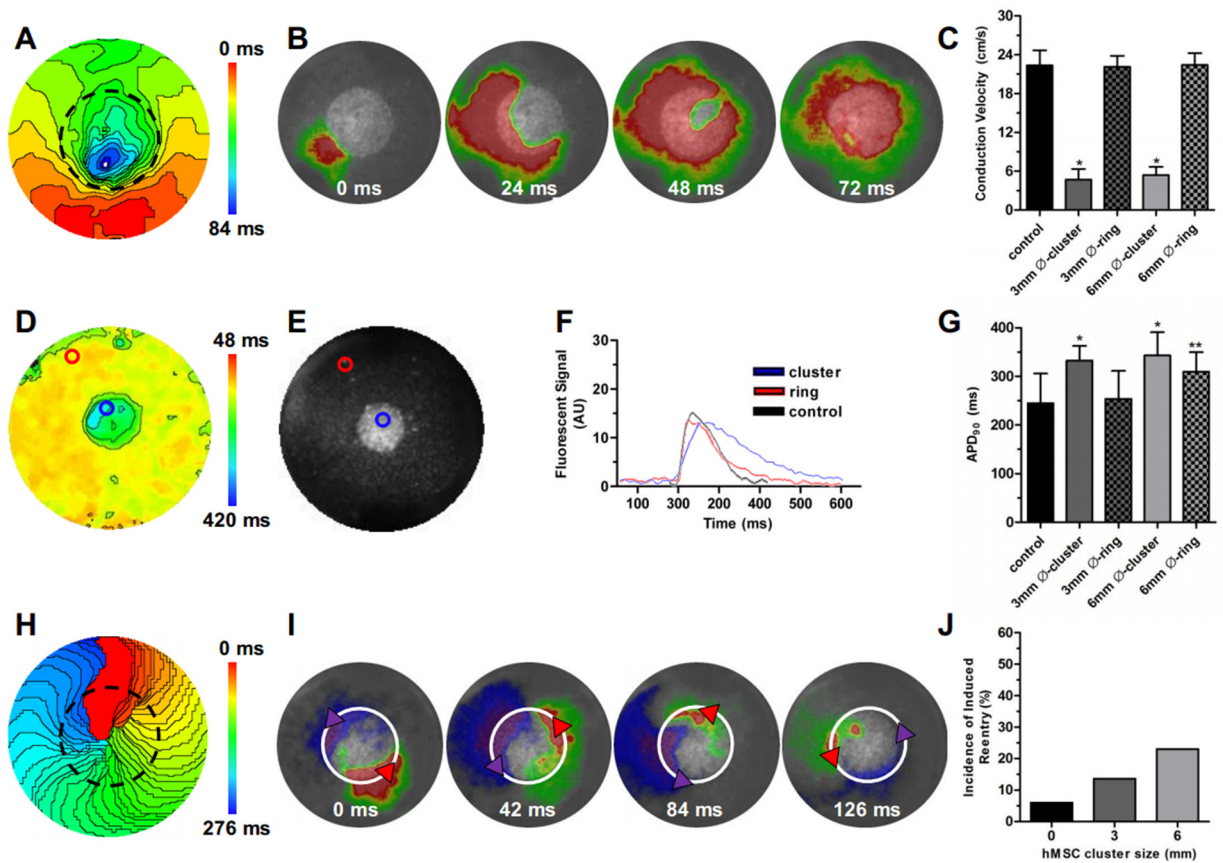 A
0 ms
84 ms
B
0 ms
24 ms
48 ms
72 ms
C
Conduction Velocity (cm/s)
30
24
18
12
6
0
*
*
control
3mm Ø-cluster
3mm Ø-ring
6mm Ø-cluster
6mm Ø-ring
D
48 ms
420 ms
E
F
Fluorescent Signal
(AU)
30
20
10
0
cluster
ring
control
100
300
300
160
400
600
Time (ms)
G
APD90
(ms)
400
300
200
100
0
*
*
**
control
3mm Ø-cluster
3mm Ø-ring
6mm Ø-cluster
6mm Ø-ring
H
0 ms
276 ms
I
0 ms
42 ms
84 ms
126 ms
J
Incidence of Induced
Reentry (%)
60
50
40
30
20
10
0
0
3
6
hMSC cluster size (mm)